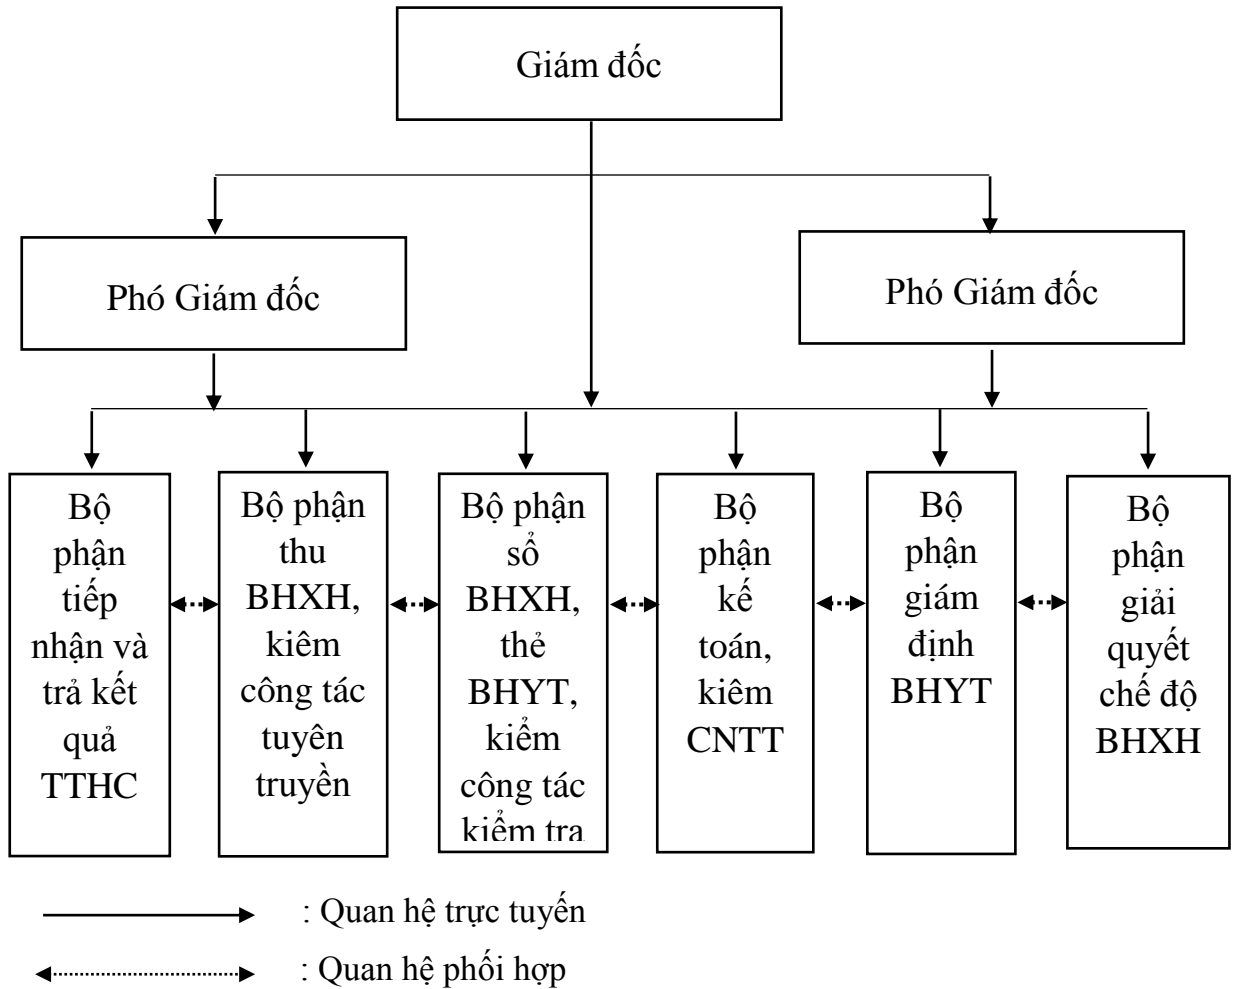 Giám đốc
Phó Giám đốc
Phó Giám đốc
Bộ
phận
tiếp
nhận và
trả kết
quả
TTHC
Bộ phận
thu
BHXH,
kiêm
công tác
tuyên
truyền
Bộ phận
sổ
BHXH,
thẻ
BHYT,
kiểm
công tác
kiểm tra
Bộ
phận
kế
toán,
kiêm
CNTT
Bộ
phận
giám
định
BHYT
Bộ
phận
giải
quyết
chế độ
BHXH
: Quan hệ trực tuyến
: Quan hệ phối hợp